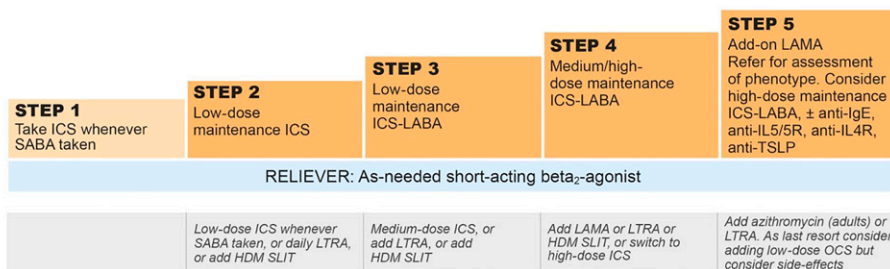 STEP 1
Take ICS whenever
SABA taken
STEP 2
Low-dose
maintenance ICS
STEP 3
Low-dose
maintenance
ICS-LABA
STEP 4
Medium/high-
dose maintenance
ICS-LABA
STEP 5
Add-on LAMA
Refer for assessment
of phenotype. Consider
high-dose maintenance
ICS-LABA, ± anti-IgE,
anti-IL5/5R, anti-IL4R,
anti-TSLP
RELIEVER: As-needed short-acting beta₂-agonist
Low-dose ICS whenever
SABA taken, or daily LTRA,
or add HDM SLIT
Medium-dose ICS, or
add LTRA, or add
HDM SLIT
Add LAMA or LTRA or
HDM SLIT, or switch to
high-dose ICS
Add azithromycin (adults) or
LTRA. As last resort consider
adding low-dose OCS but
consider side-effects